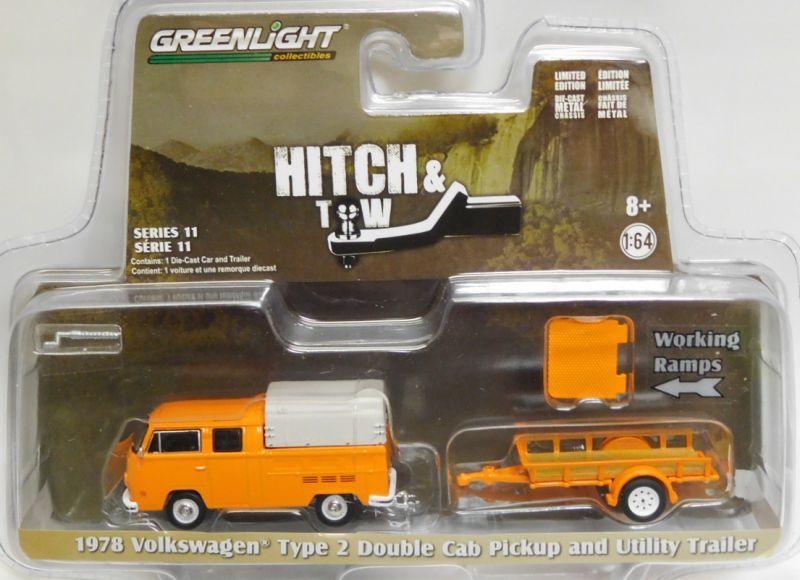 GREENLiGHT
collectibles
LIMITED EDITION
DIE-CAST METAL CHASSIS
ÉDITION LIMITÉE
CHÂSSIS FAIT DE MÉTAL
HITCH &
TOW
8+
1:64
SERIES 11
SÉRIE 11
Contains: 1 Die-Cast Car and Trailer
Contient: 1 voiture et une remorque diecast
Working
Ramps
1978 Volkswagen® Type 2 Double Cab Pickup and Utility Trailer